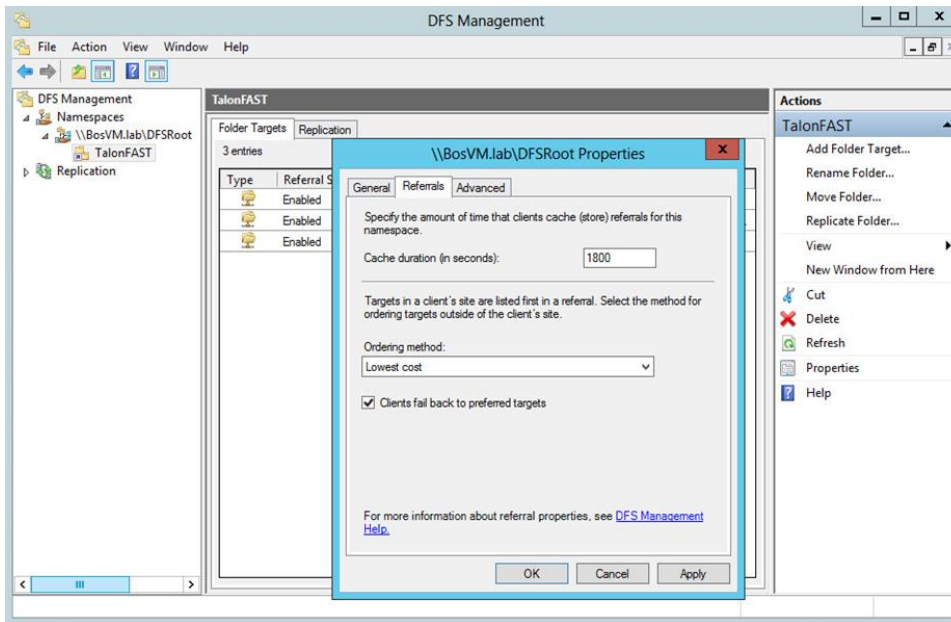 DFS Management
File Action View Window Help
DFS Management
Namespaces
\\BosVM.lab\DFSRoot
TalonFAST
Replication
TalonFAST
Folder Targets Replication
3 entries
Type Referral S
Enabled
Enabled
Enabled
\\BosVM.lab\DFSRoot Properties
General Referrals Advanced
Specify the amount of time that clients cache (store) referrals for this
namespace.
Cache duration (in seconds): 1800
Targets in a client's site are listed first in a referral. Select the method for
ordering targets outside of the client's site.
Ordering method:
Lowest cost
Clients fail back to preferred targets
For more information about referral properties, see DFS Management
Help.
OK Cancel Apply
Actions
TalonFAST
Add Folder Target...
Rename Folder...
Move Folder...
Replicate Folder...
View
New Window from Here
Cut
Delete
Refresh
Properties
Help